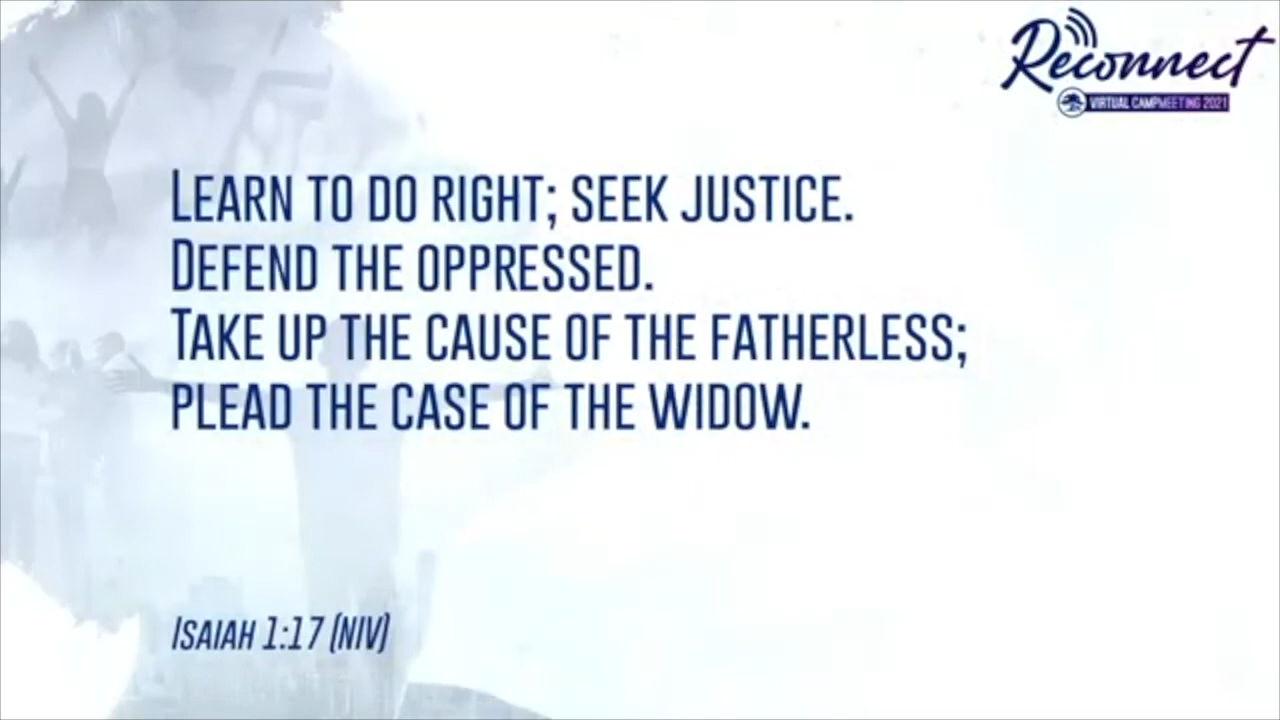 Reconnect
VIRTUAL CAMPMEETING 2021
LEARN TO DO RIGHT; SEEK JUSTICE.
DEFEND THE OPPRESSED.
TAKE UP THE CAUSE OF THE FATHERLESS;
PLEAD THE CASE OF THE WIDOW.
ISAIAH 1:17 (NIV)